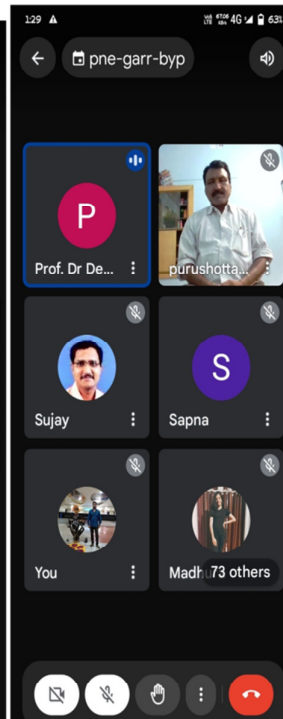 1:29
4G 63%
pne-garr-byp
P
Prof. Dr De...
purushotta...
Sujay
S
Sapna
You
Madh
73 others